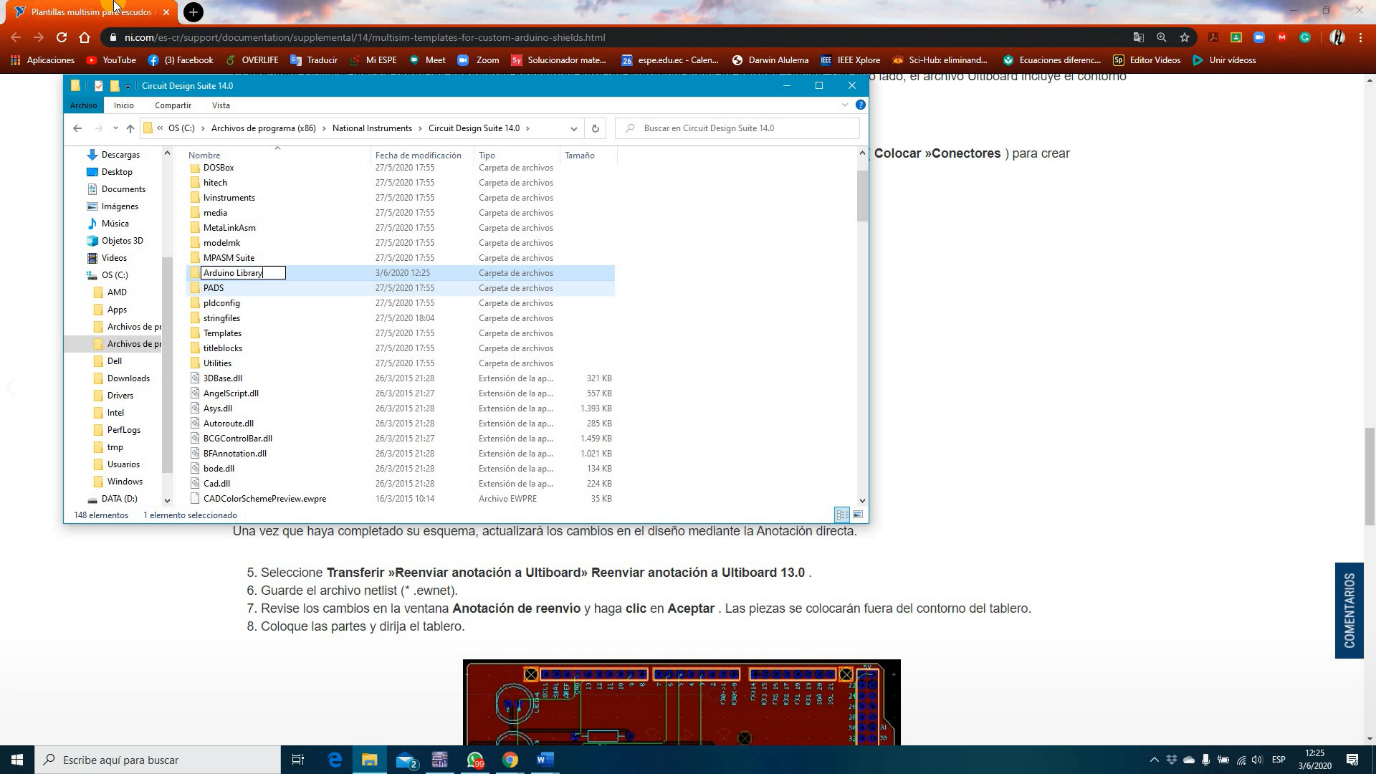 Plantillas multisim para escudos
ni.com/es-cr/support/documentation/supplemental/14/multisim-templates-for-custom-arduino-shields.html
Aplicaciones YouTube (3) Facebook OVERLIFE Traducir Mi ESPE Meet Zoom Solucionador mate... espe.edu.ec - Calen... Darwin Alulema IEEE Xplore Sci-Hub: eliminand... Ecuaciones diferenc... Editor Videos Unir vídeoss
lado, el archivo Ultiboard incluye el contorno
Circuit Design Suite 14.0
Archivo Inicio Compartir Vista
OS (C:) Archivos de programa (x86) National Instruments Circuit Design Suite 14.0 Buscar en Circuit Design Suite 14.0
Colocar »Conectores ) para crear
Descargas
Desktop
Documents
Imágenes
Música
Objetos 3D
Videos
OS (C:)
AMD
Apps
Archivos de pr
Archivos de pr
Dell
Downloads
Drivers
Intel
PerfLogs
tmp
Usuarios
Windows
DATA (D:)
Nombre Fecha de modificación Tipo Tamaño
DOSBox 27/5/2020 17:55 Carpeta de archivos
hitech 27/5/2020 17:55 Carpeta de archivos
lvinstruments 27/5/2020 17:55 Carpeta de archivos
media 27/5/2020 17:55 Carpeta de archivos
MetaLinkAsm 27/5/2020 17:55 Carpeta de archivos
modelmk 27/5/2020 17:55 Carpeta de archivos
MPASM Suite 27/5/2020 17:55 Carpeta de archivos
Arduino Library 3/6/2020 12:25 Carpeta de archivos
PADS 27/5/2020 17:55 Carpeta de archivos
pldconfig 27/5/2020 17:55 Carpeta de archivos
stringfiles 27/5/2020 18:04 Carpeta de archivos
Templates 27/5/2020 17:55 Carpeta de archivos
titleblocks 27/5/2020 17:55 Carpeta de archivos
Utilities 27/5/2020 17:55 Carpeta de archivos
3DBase.dll 26/3/2015 21:28 Extensión de la ap... 321 KB
AngelScript.dll 26/3/2015 21:27 Extensión de la ap... 557 KB
Asys.dll 26/3/2015 21:28 Extensión de la ap... 1.393 KB
Autoroute.dll 26/3/2015 21:28 Extensión de la ap... 285 KB
BCGControlBar.dll 26/3/2015 21:27 Extensión de la ap... 1.459 KB
BFAnnotation.dll 26/3/2015 21:28 Extensión de la ap... 1.021 KB
bode.dll 26/3/2015 21:28 Extensión de la ap... 134 KB
Cad.dll 26/3/2015 21:28 Extensión de la ap... 224 KB
CADColorSchemePreview.ewpre 16/3/2015 10:14 Archivo EWPRE 35 KB
148 elementos 1 elemento seleccionado
Una vez que haya completado su esquema, actualizará los cambios en el diseño mediante la Anotación directa.
5. Seleccione Transferir »Reenviar anotación a Ultiboard» Reenviar anotación a Ultiboard 13.0 .
6. Guarde el archivo netlist (* .ewnet).
7. Revise los cambios en la ventana Anotación de reenvío y haga clic en Aceptar . Las piezas se colocarán fuera del contorno del tablero.
8. Coloque las partes y dirija el tablero.
COMENTARIOS
Escribe aquí para buscar
2
99
ESP
12:25
3/6/2020